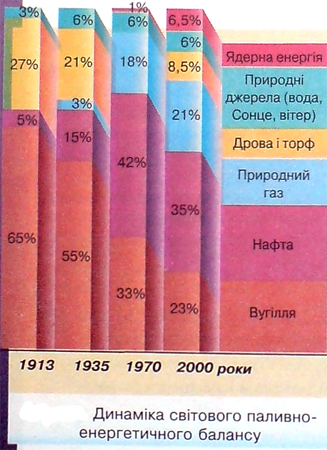 3%
27%
5%
65%
6%
21%
3%
15%
55%
1%
6%
18%
42%
33%
6,5%
6%
8,5%
21%
35%
23%
Ядерна енергія
Природні
джерела (вода,
Сонце, вітер)
Дрова і торф
Природний
газ
Нафта
Вугілля
1913 1935 1970 2000 роки
Динаміка світового паливно-
енергетичного балансу